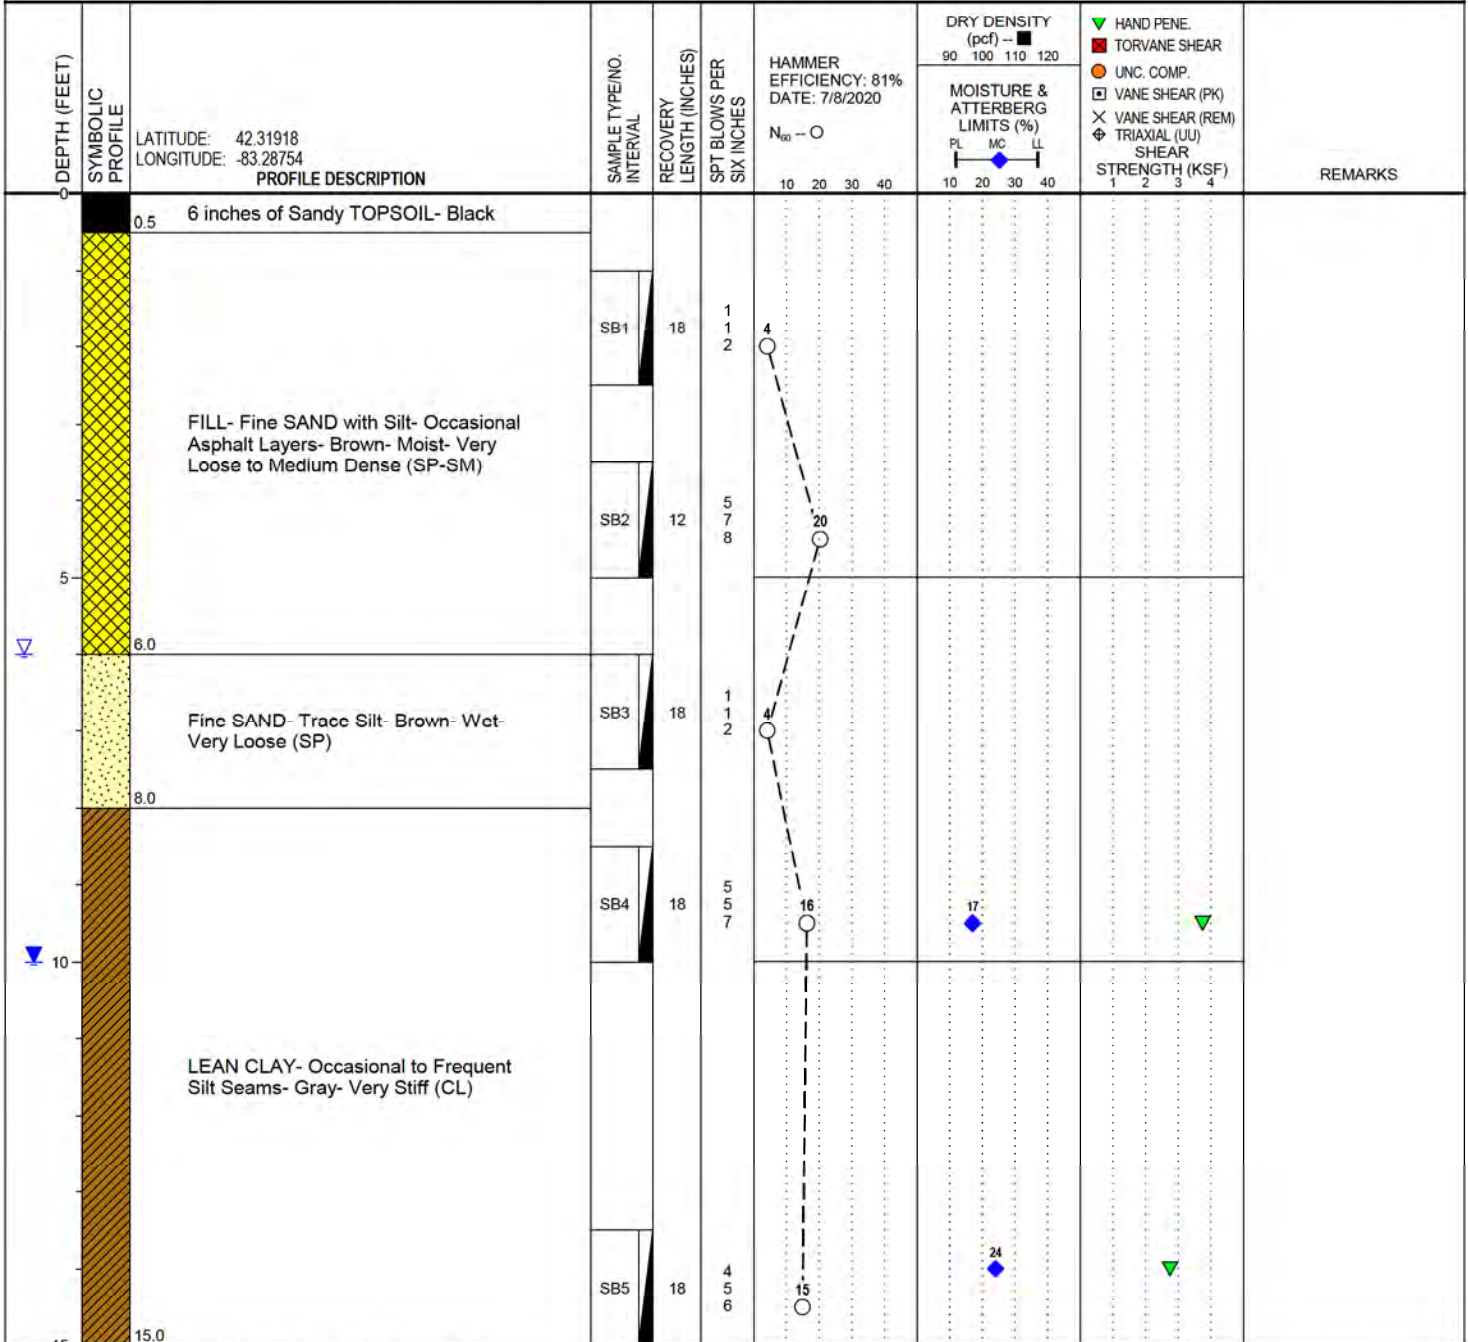 DEPTH (FEET)
SYMBOLIC
PROFILE
LATITUDE: 42.31918
LONGITUDE: -83.28754
PROFILE DESCRIPTION
SAMPLE TYPE/NO.
INTERVAL
RECOVERY
LENGTH (INCHES)
SPT BLOWS PER
SIX INCHES
HAMMER
EFFICIENCY: 81%
DATE: 7/8/2020
N60 -- O
10 20 30 40
DRY DENSITY
(pcf) -- ■
90 100 110 120
MOISTURE &
ATTERBERG
LIMITS (%)
PL MC LL
10 20 30 40
HAND PENE.
TORVANE SHEAR
UNC. COMP.
VANE SHEAR (PK)
VANE SHEAR (REM)
TRIAXIAL (UU)
SHEAR
STRENGTH (KSF)
1 2 3 4
REMARKS
0
6 inches of Sandy TOPSOIL- Black
0.5
SB1 18
1
1
2
4
FILL- Fine SAND with Silt- Occasional
Asphalt Layers- Brown- Moist- Very
Loose to Medium Dense (SP-SM)
SB2 12
5
7
8
20
5
6.0
Fine SAND- Trace Silt- Brown- Wet-
Very Loose (SP)
SB3 18
1
1
2
4
8.0
SB4 18
5
5
7
16
17
10
LEAN CLAY- Occasional to Frequent
Silt Seams- Gray- Very Stiff (CL)
SB5 18
4
5
6
15
24
15.0